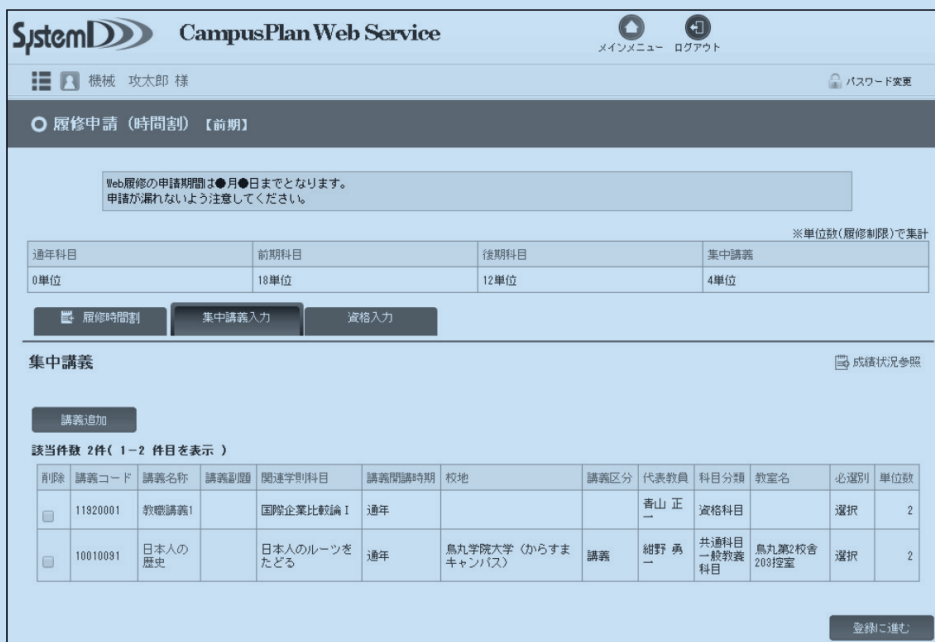 SystemD CampusPlan Web Service
メインメニュー ログアウト
機械 攻太郎 様
パスワード変更
履修申請（時間割）【前期】
Web履修の申請期間は●月●日までとなります。
申請が漏れないよう注意してください。
※単位数(履修制限)で集計
通年科目 前期科目 後期科目 集中講義
0単位 18単位 12単位 4単位
履修時間割 集中講義入力 資格入力
集中講義
成績状況参照
講義追加
該当件数 2件( 1－2 件目を表示 )
削除 講義コード 講義名称 講義副題 関連学則科目 講義開講時期 校地 講義区分 代表教員 科目分類 教室名 必選別 単位数
11920001 教職講義1 国際企業比較論Ⅰ 通年 青山 正一 資格科目 選択 2
10010091 日本人の歴史 日本人のルーツをたどる 通年 烏丸学院大学（からすまキャンパス） 講義 紺野 勇一 共通科目一般教養科目 烏丸第2校舎203控室 選択 2
登録に進む